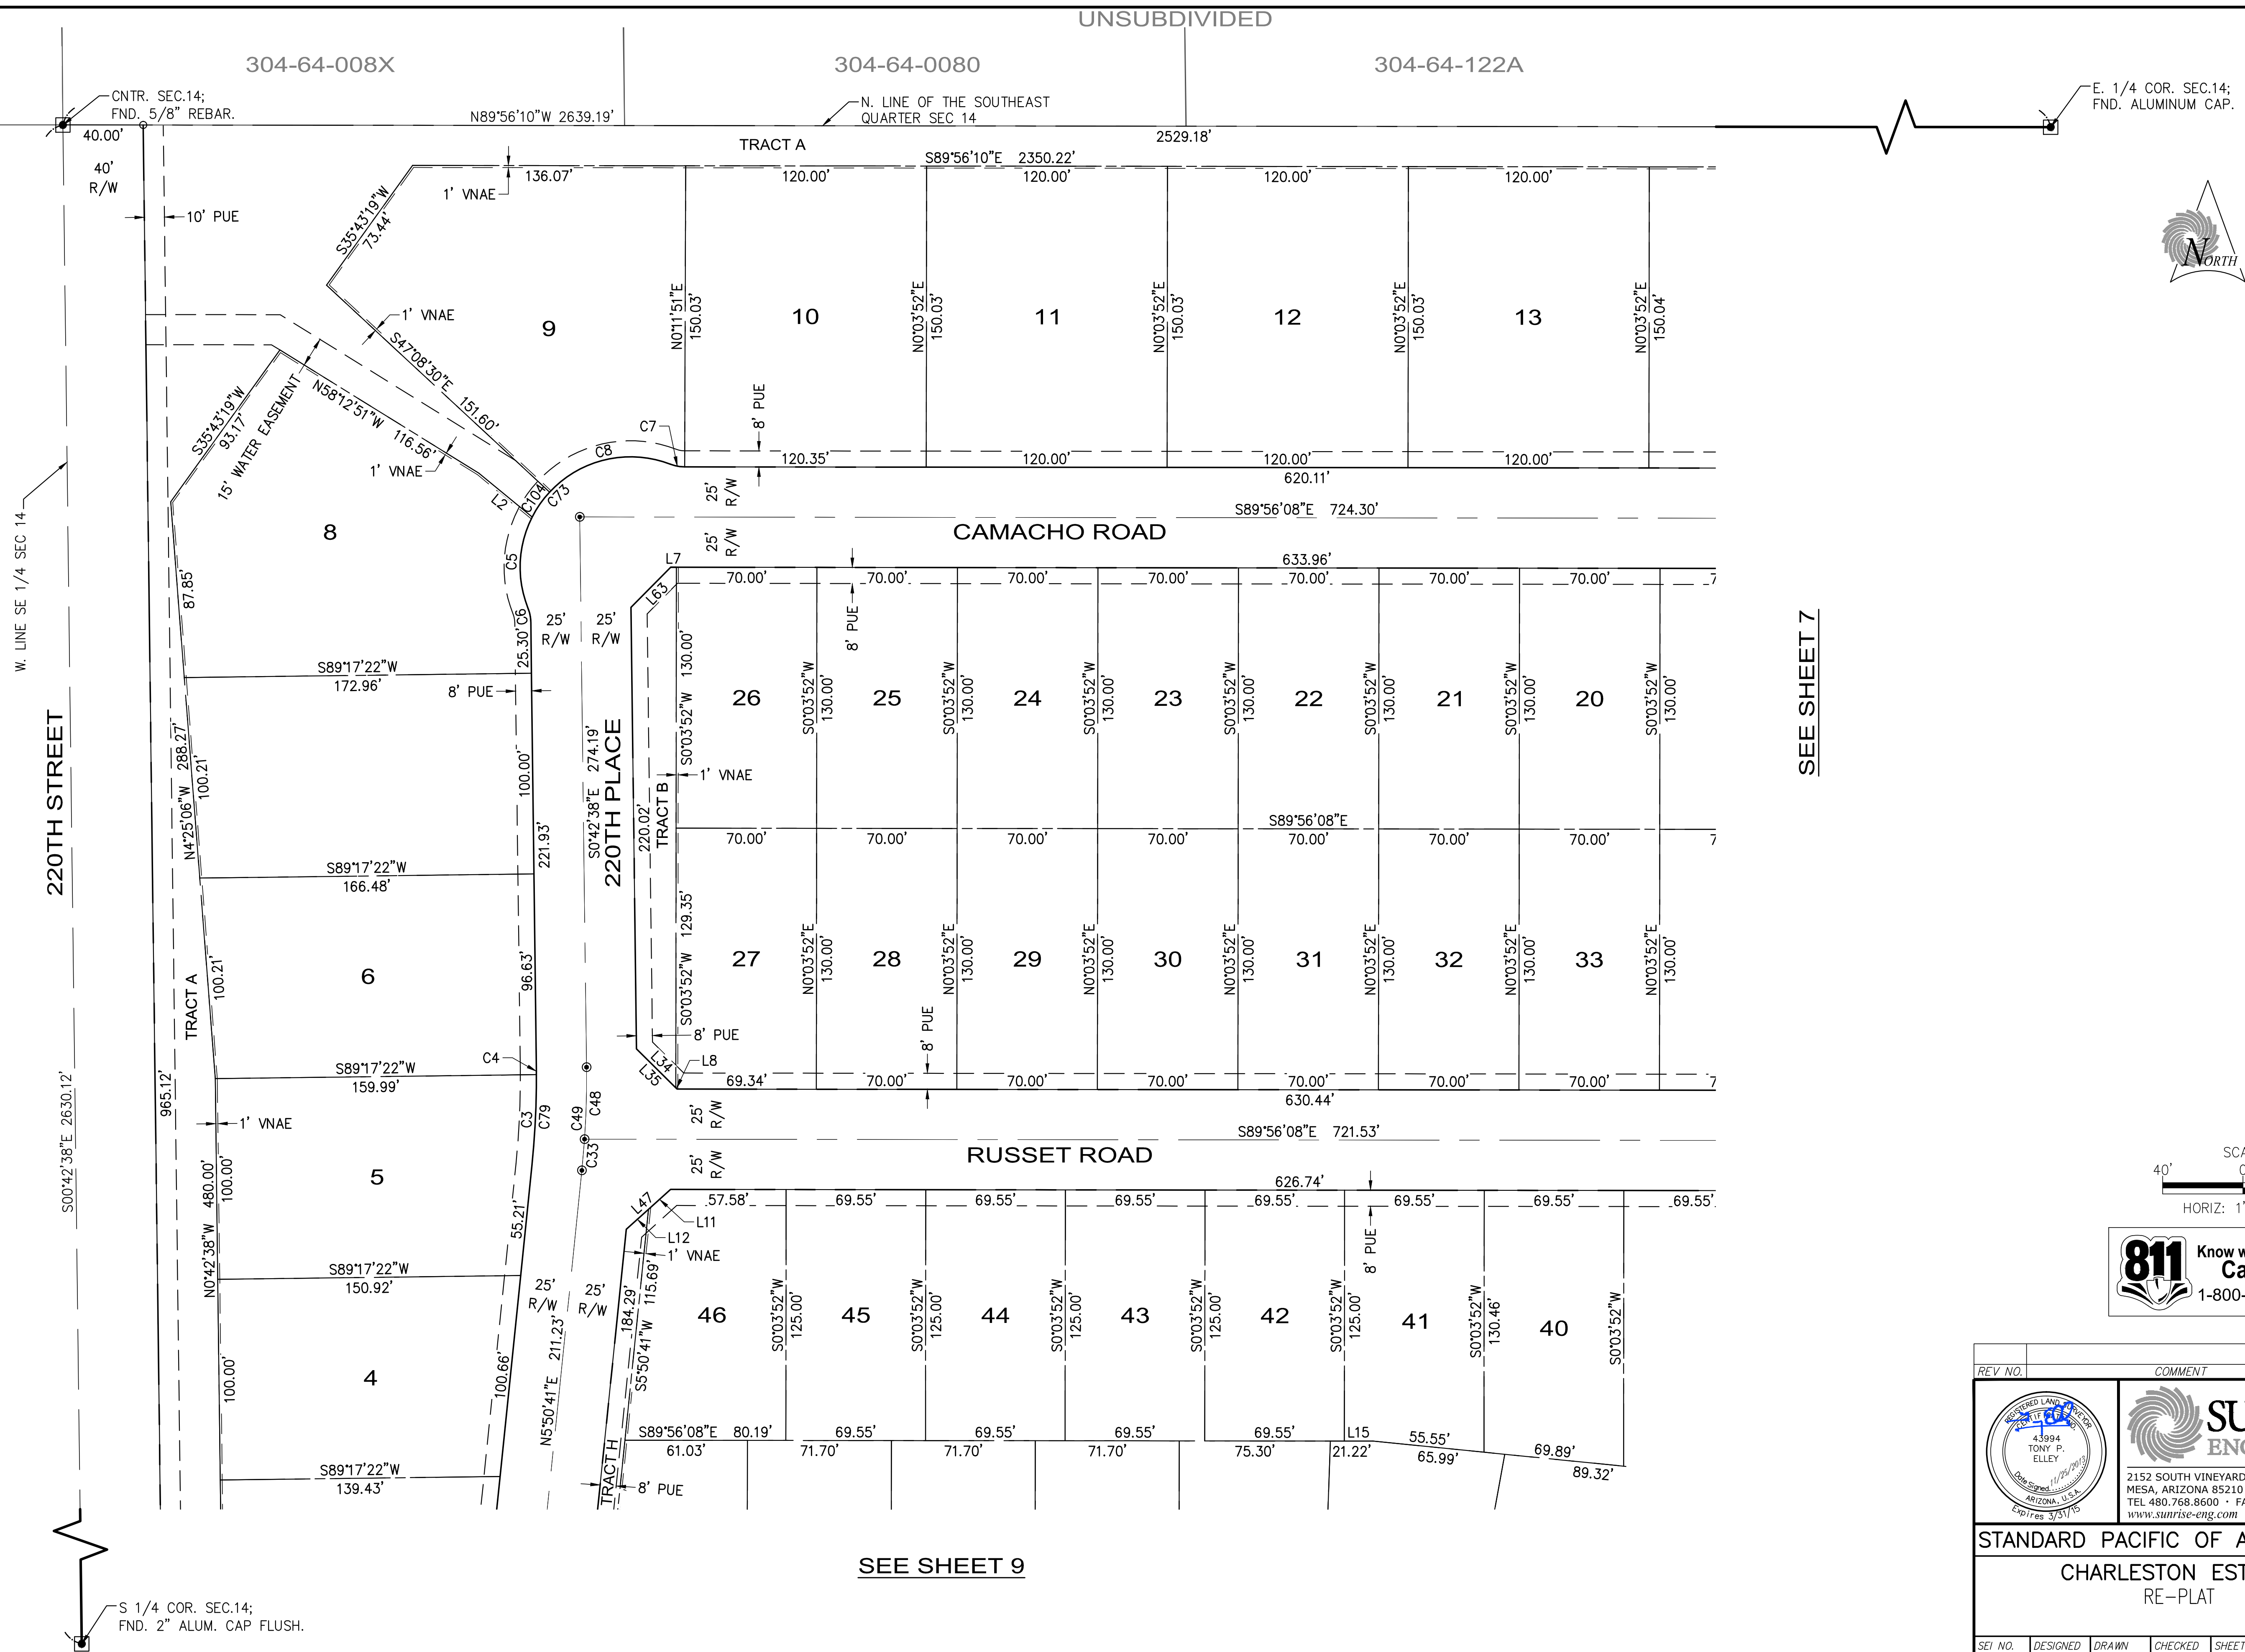 UNSUBDIVIDED
304-64-008X
304-64-0080
304-64-122A
CNTR. SEC.14;
FND. 5/8" REBAR.
N89°56'10"W 2639.19'
N. LINE OF THE SOUTHEAST
QUARTER SEC 14
E. 1/4 COR. SEC.14;
FND. ALUMINUM CAP.
40.00'
TRACT A
2529.18'
S89°56'10"E 2350.22'
40'
R/W
136.07'
120.00'
120.00'
120.00'
120.00'
1' VNAE
10' PUE
S35°43'19"W
73.44'
NORTH
1' VNAE
9
N0°11'51"E
150.03'
10
N0°03'52"E
150.03'
11
N0°03'52"E
150.03'
12
N0°03'52"E
150.03'
13
N0°03'52"E
150.04'
S47°08'30"E 151.60'
S35°43'19"W
93.17'
15' WATER EASEMENT
N58°12'51"W 116.56'
1' VNAE
8' PUE
C7
C8
120.35'
120.00'
120.00'
120.00'
620.11'
L2
C104
C73
25'
R/W
S89°56'08"E 724.30'
W. LINE SE 1/4 SEC 14
8
C5
CAMACHO ROAD
25'
R/W
L7
633.96'
70.00'
70.00'
70.00'
70.00'
70.00'
70.00'
70.00'
7
87.85'
L63
C6
25'
R/W
25'
R/W
8' PUE
25.30'
S89°17'22"W
172.96'
8' PUE
S0°03'52"W 130.00'
26
S0°03'52"W
130.00'
25
S0°03'52"W
130.00'
24
S0°03'52"W
130.00'
23
S0°03'52"W
130.00'
22
S0°03'52"W
130.00'
21
S0°03'52"W
130.00'
20
S0°03'52"W
130.00'
SEE SHEET 7
220TH STREET
N4°25'06"W 288.27'
100.21'
100.00'
221.93'
S0°42'38"E 274.19'
220TH PLACE
220.02'
TRACT B
1' VNAE
S89°56'08"E
70.00'
70.00'
70.00'
70.00'
70.00'
70.00'
70.00'
7
S89°17'22"W
166.48'
S0°03'52"W 129.35'
27
N0°03'52"E
130.00'
28
N0°03'52"E
130.00'
29
N0°03'52"E
130.00'
30
N0°03'52"E
130.00'
31
N0°03'52"E
130.00'
32
N0°03'52"E
130.00'
33
N0°03'52"E
130.00'
TRACT A
100.21'
6
96.63'
8' PUE
8' PUE
C4
L34
L35
L8
S89°17'22"W
159.99'
69.34'
70.00'
70.00'
70.00'
70.00'
70.00'
70.00'
7
630.44'
S00°42'38"E 2630.12'
965.12'
1' VNAE
C3
C79
C49
C48
25'
R/W
S89°56'08"E 721.53'
C33
RUSSET ROAD
25'
R/W
N0°42'38"W 480.00'
100.00'
5
55.21'
L47
626.74'
57.58'
69.55'
69.55'
69.55'
69.55'
69.55'
69.55'
69.55'
L11
L12
1' VNAE
S89°17'22"W
150.92'
25'
R/W
25'
R/W
184.29'
S5°50'41"W 115.69'
8' PUE
46
S0°03'52"W
125.00'
45
S0°03'52"W
125.00'
44
S0°03'52"W
125.00'
43
S0°03'52"W
125.00'
42
S0°03'52"W
125.00'
41
S0°03'52"W
130.46'
40
S0°03'52"W
100.00'
4
100.66'
N5°50'41"E 211.23'
S89°56'08"E 80.19'
69.55'
69.55'
69.55'
69.55'
L15
55.55'
69.89'
61.03'
71.70'
71.70'
71.70'
75.30'
21.22'
65.99'
89.32'
S89°17'22"W
139.43'
TRACT H
8' PUE
SEE SHEET 9
S 1/4 COR. SEC.14;
FND. 2" ALUM. CAP FLUSH.
SCA
40'
0
HORIZ: 1'
811
Know w
Ca
1-800-
REV NO.
COMMENT
REGISTERED LAND SURVEYOR
CERTIFICATE NO.
43994
TONY P.
ELLEY
Date Signed 11/25/2013
ARIZONA, U.S.A.
Expires 3/31/15
SU
ENG
2152 SOUTH VINEYARD
MESA, ARIZONA 85210
TEL 480.768.8600 · FA
www.sunrise-eng.com
STANDARD PACIFIC OF A
CHARLESTON EST
RE-PLAT
SEI NO.
DESIGNED
DRAWN
CHECKED
SHEET